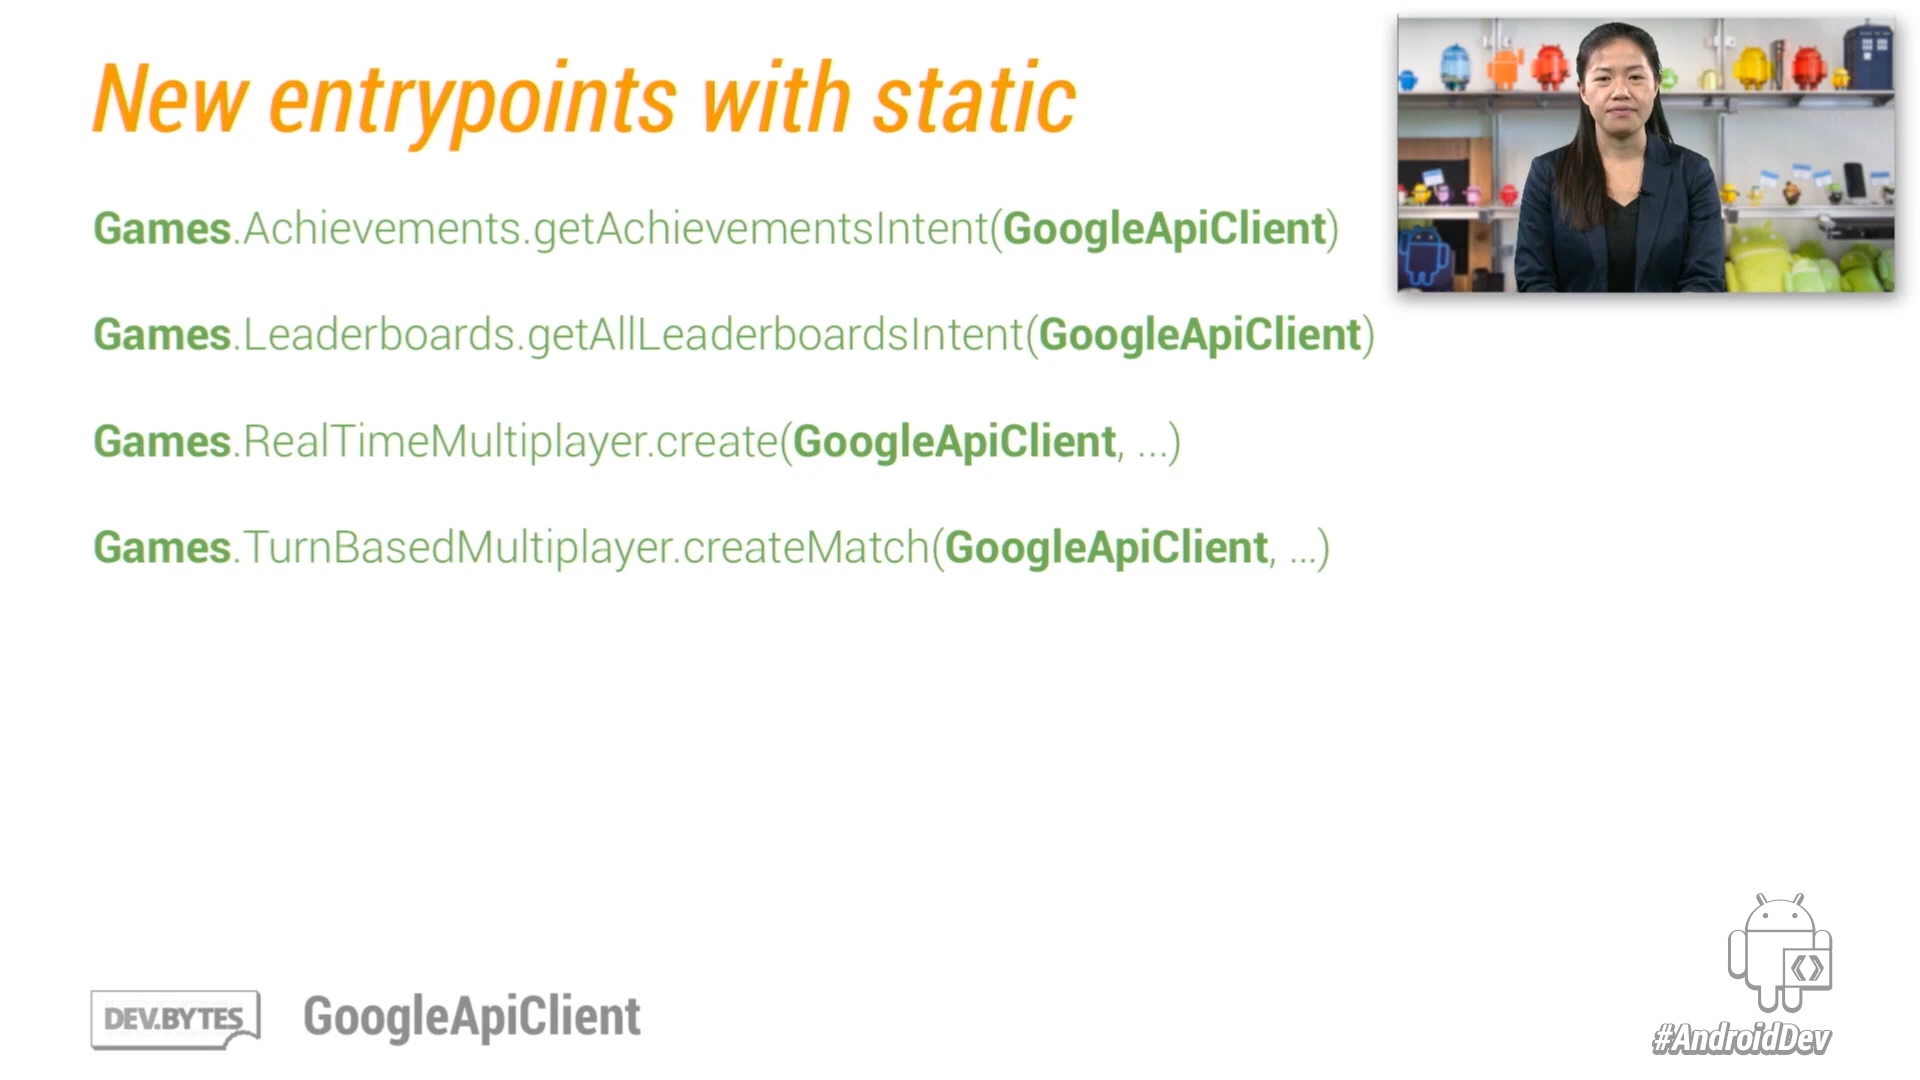 New entrypoints with static
Games.Achievements.getAchievementsIntent(GoogleApiClient)
Games.Leaderboards.getAllLeaderboardsIntent(GoogleApiClient)
Games.RealTimeMultiplayer.create(GoogleApiClient, ...)
Games.TurnBasedMultiplayer.createMatch(GoogleApiClient, ...)
DEV.BYTES GoogleApiClient
#AndroidDev